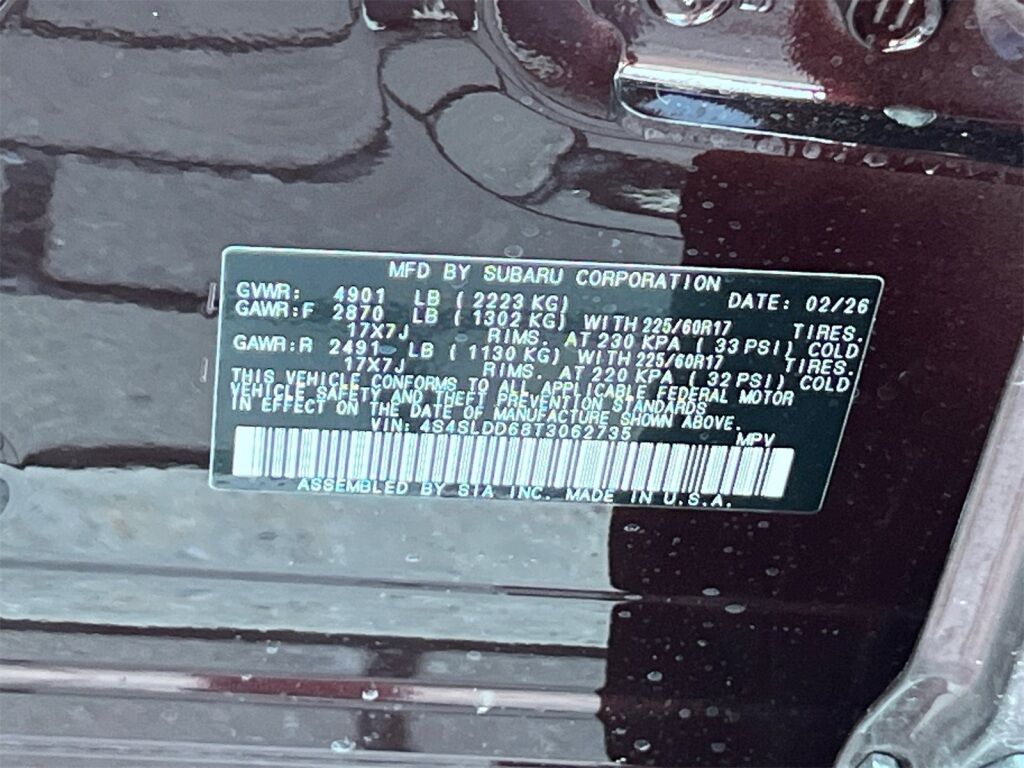 MFD BY SUBARU CORPORATION
GVWR: 4901 LB ( 2223 KG) DATE: 02/26
GAWR:F 2870 LB ( 1302 KG) WITH 225/60R17 TIRES.
17X7J RIMS. AT 230 KPA ( 33 PSI) COLD
GAWR:R 2491 LB ( 1130 KG) WITH 225/60R17 TIRES.
17X7J RIMS. AT 220 KPA ( 32 PSI) COLD
THIS VEHICLE CONFORMS TO ALL APPLICABLE FEDERAL MOTOR
VEHICLE SAFETY AND THEFT PREVENTION STANDARDS
IN EFFECT ON THE DATE OF MANUFACTURE SHOWN ABOVE.
VIN: 4S4SLDD68T3062735 MPV
ASSEMBLED BY SIA INC. MADE IN U.S.A.